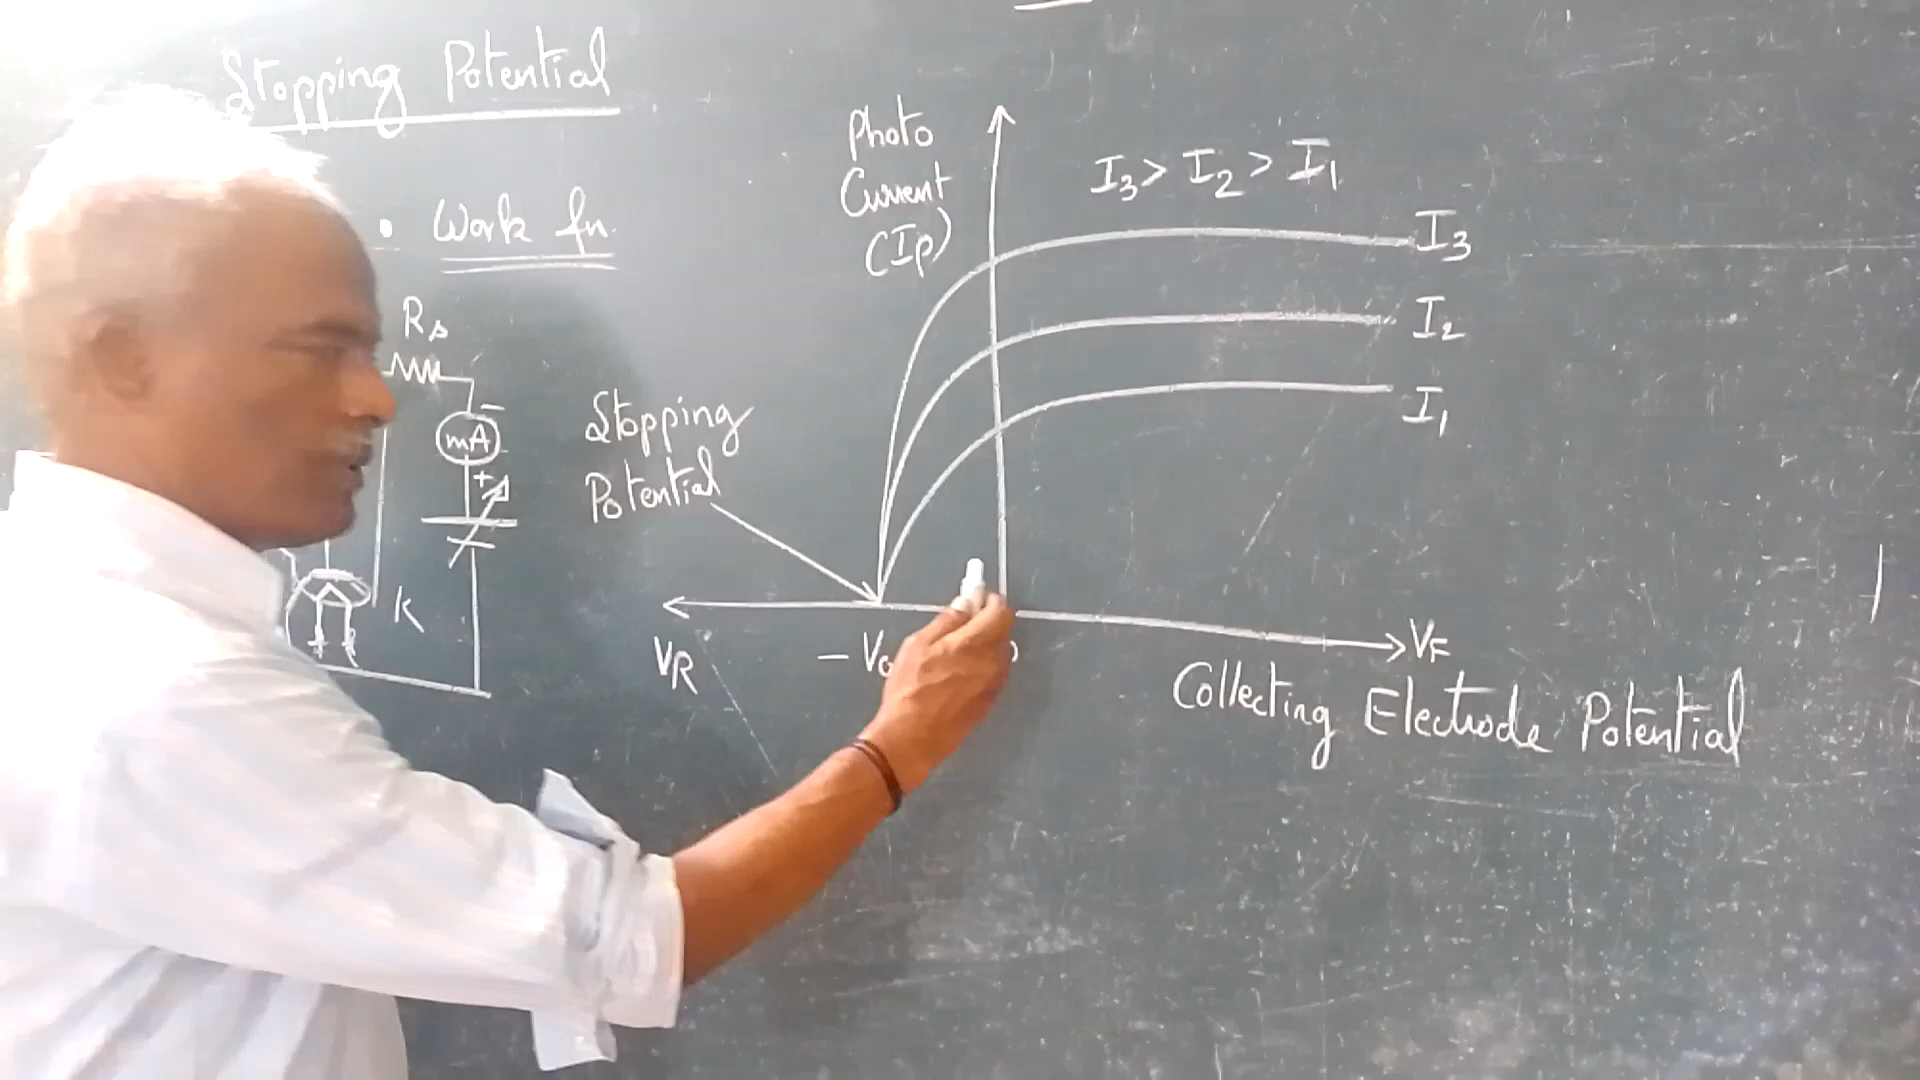 Stopping Potential
• Work fn.
Rs
mA
−
+
K
Photo
Current
(Ip)
I3 > I2 > I1
I3
I2
I1
Stopping
Potential
VR
− Vo
VF
Collecting Electrode Potential